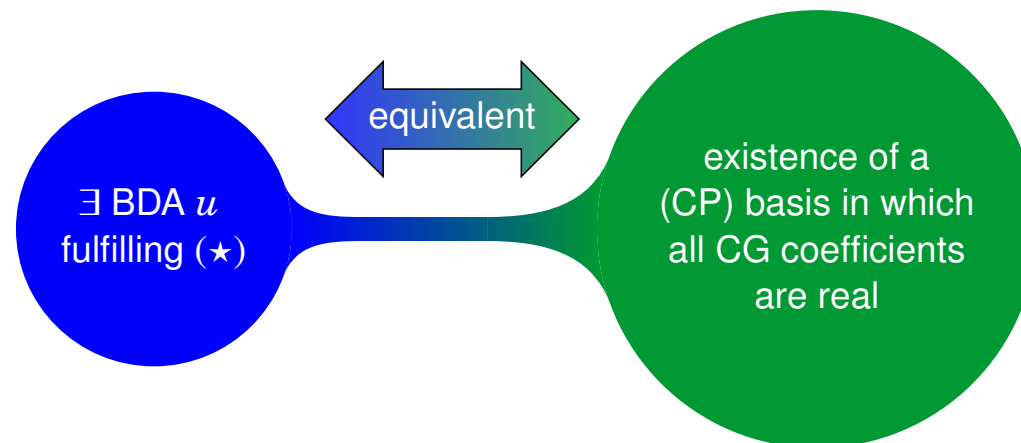 equivalent
∃ BDA u
fulfilling (⋆)
existence of a
(CP) basis in which
all CG coefficients
are real